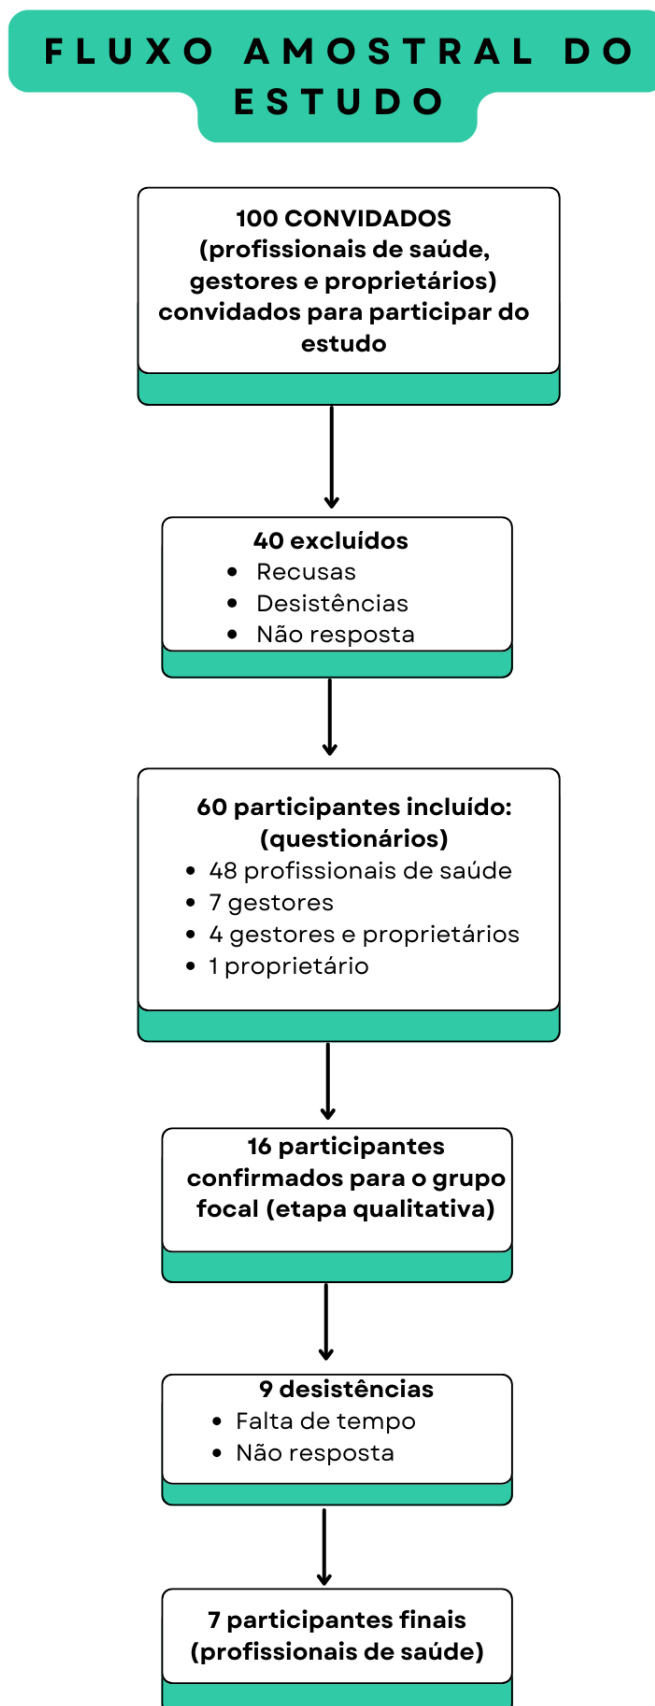 FLUXO AMOSTRAL DO
ESTUDO
100 CONVIDADOS
(profissionais de saúde,
gestores e proprietários)
convidados para participar do
estudo
40 excluídos
• Recusas
• Desistências
• Não resposta
60 participantes incluído:
(questionários)
• 48 profissionais de saúde
• 7 gestores
• 4 gestores e proprietários
• 1 proprietário
16 participantes
confirmados para o grupo
focal (etapa qualitativa)
9 desistências
• Falta de tempo
• Não resposta
7 participantes finais
(profissionais de saúde)